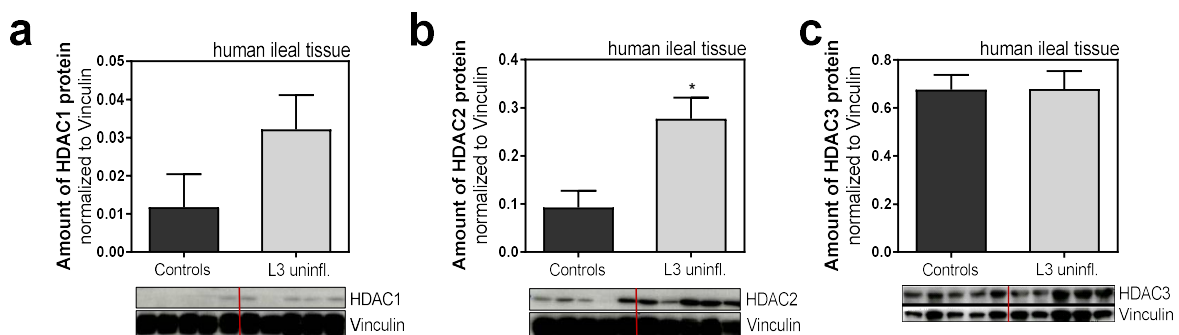 a
human ileal tissue
Amount of HDAC1 protein
normalized to Vinculin
0.05
0.04
0.03
0.02
0.01
0.00
Controls
L3 uninfl.
HDAC1
Vinculin
b
human ileal tissue
Amount of HDAC2 protein
normalized to Vinculin
0.4
0.3
0.2
0.1
0.0
*
Controls
L3 uninfl.
HDAC2
Vinculin
c
human ileal tissue
Amount of HDAC3 protein
normalized to Vinculin
0.8
0.6
0.4
0.2
0.0
Controls
L3 uninfl.
HDAC3
Vinculin